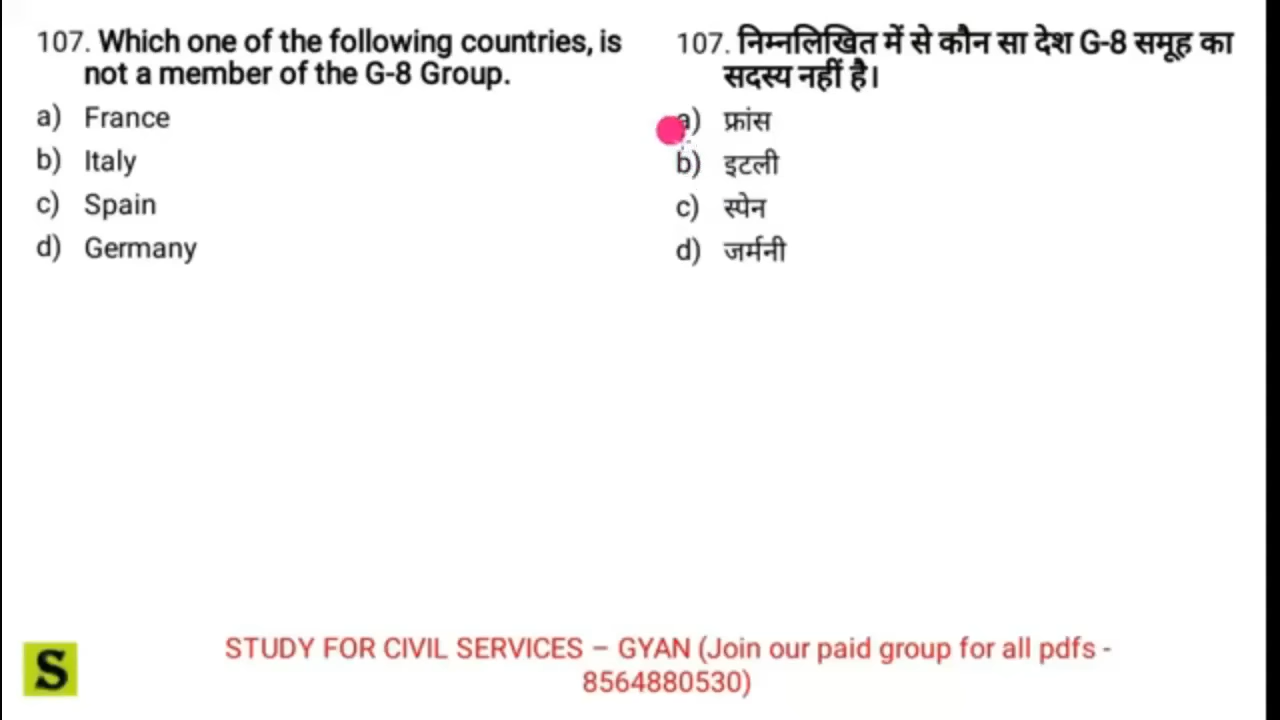 107. Which one of the following countries, is
not a member of the G-8 Group.
a) France
b) Italy
c) Spain
d) Germany
107. निम्नलिखित में से कौन सा देश G-8 समूह का
सदस्य नहीं है।
a) फ्रांस
b) इटली
c) स्पेन
d) जर्मनी
S
STUDY FOR CIVIL SERVICES – GYAN (Join our paid group for all pdfs -
8564880530)